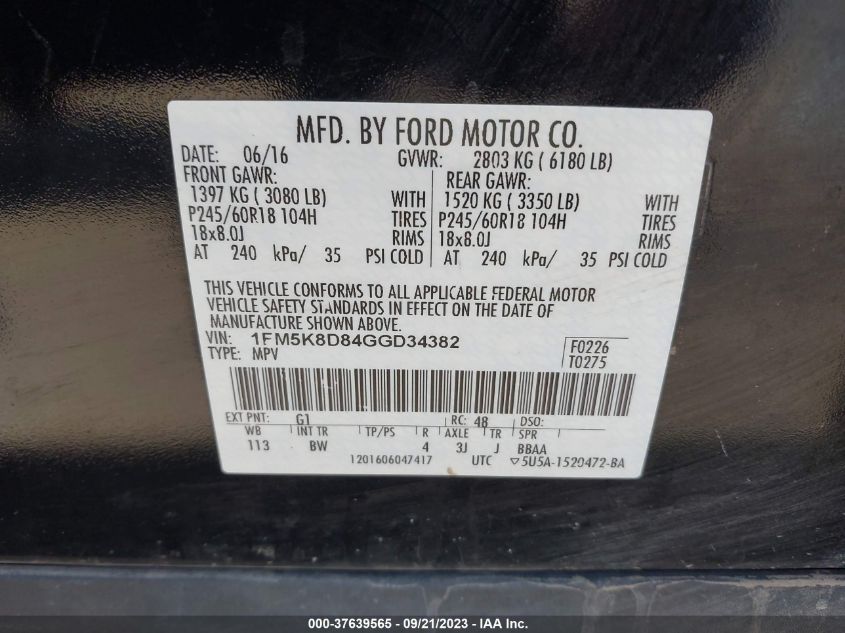 MFD. BY FORD MOTOR CO.
DATE: 06/16 GVWR: 2803 KG ( 6180 LB)
FRONT GAWR: REAR GAWR:
1397 KG ( 3080 LB) WITH 1520 KG ( 3350 LB) WITH
P245/60R18 104H TIRES P245/60R18 104H TIRES
18x8.0J RIMS 18x8.0J RIMS
AT 240 kPa/ 35 PSI COLD AT 240 kPa/ 35 PSI COLD
THIS VEHICLE CONFORMS TO ALL APPLICABLE FEDERAL MOTOR
VEHICLE SAFETY STANDARDS IN EFFECT ON THE DATE OF
MANUFACTURE SHOWN ABOVE.
VIN: 1FM5K8D84GGD34382 F0226
TYPE: MPV T0275
EXT PNT: G1 RC: 48 DSO:
WB INT TR TP/PS R AXLE TR SPR
113 BW 4 3J J BBAA
1201606047417 UTC ▽5U5A-1520472-BA
000-37639565 - 09/21/2023 - IAA Inc.